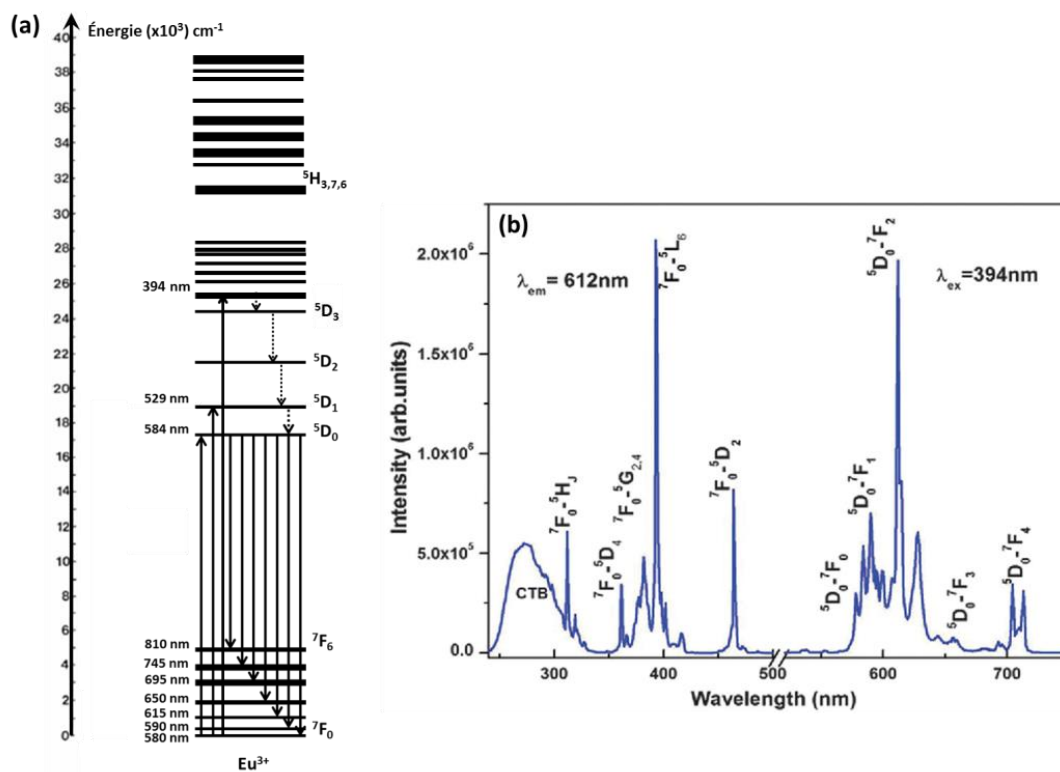 (a)
Énergie (x10³) cm⁻¹
40
38
36
34
32
30
28
26
24
22
20
18
16
14
12
10
8
6
4
2
0
⁵H₃,₇,₆
394 nm
⁵D₃
⁵D₂
529 nm
⁵D₁
584 nm
⁵D₀
810 nm
⁷F₆
745 nm
695 nm
650 nm
615 nm
590 nm
⁷F₀
580 nm
Eu³⁺
(b)
λem= 612nm
λex=394nm
Intensity (arb.units)
2.0x10⁶
1.5x10⁶
1.0x10⁶
5.0x10⁵
0.0
CTB
⁷F₀-⁵HJ
⁷F₀-⁵D₄
⁷F₀-⁵G₂,₄
⁷F₀-⁵L₆
⁷F₀-⁵D₂
⁵D₀-⁷F₀
⁵D₀-⁷F₁
⁵D₀-⁷F₂
⁵D₀-⁷F₃
⁵D₀-⁷F₄
300
400
500
600
700
Wavelength (nm)